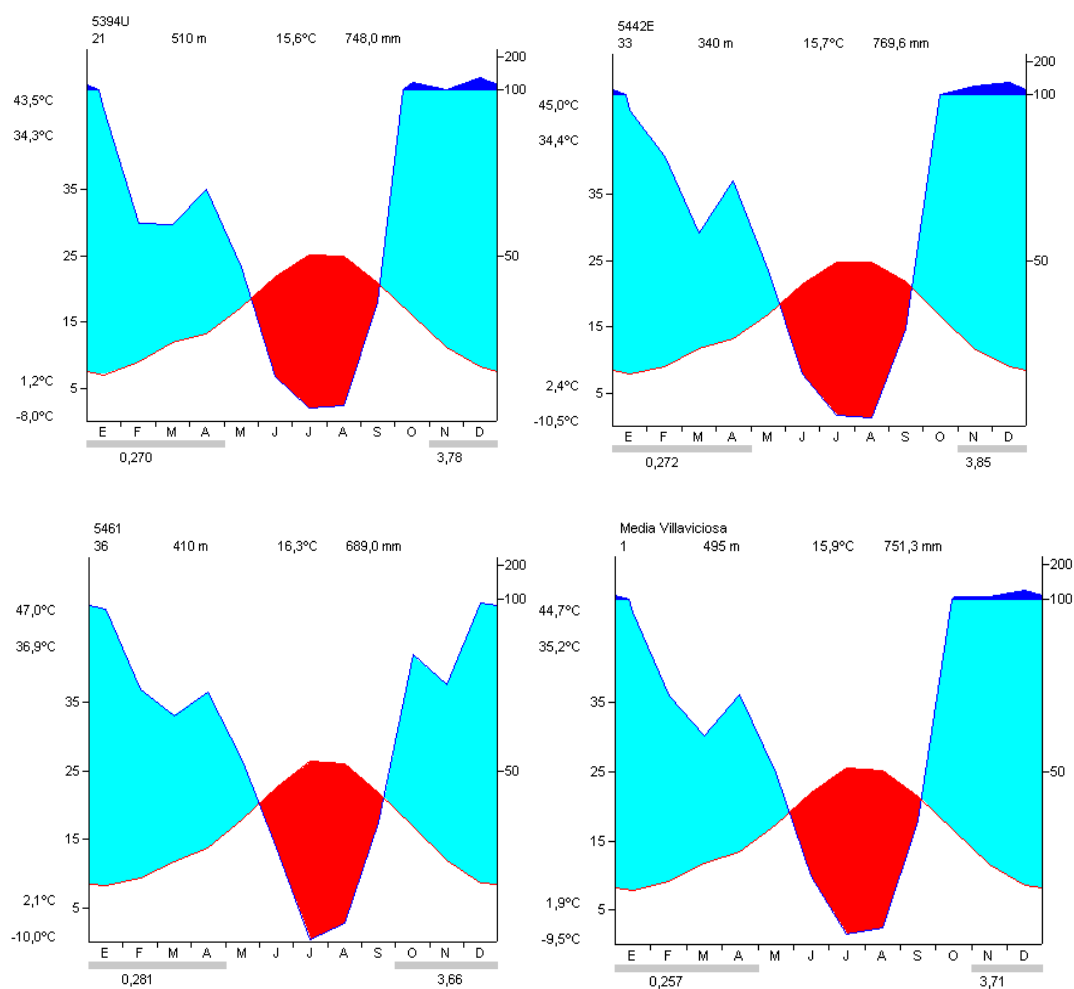 5394U
21 510 m 15,6°C 748,0 mm
200
100
43,5°C
34,3°C
35
25
50
15
1,2°C
5
-8,0°C
E F M A M J J A S O N D
0,270 3,78
5442E
33 340 m 15,7°C 769,6 mm
200
100
45,0°C
34,4°C
35
25
50
15
2,4°C
5
-10,5°C
E F M A M J J A S O N D
0,272 3,85
5461
36 410 m 16,3°C 689,0 mm
200
100
47,0°C
36,9°C
35
25
50
15
2,1°C
5
-10,0°C
E F M A M J J A S O N D
0,281 3,66
Media Villaviciosa
1 495 m 15,9°C 751,3 mm
200
100
44,7°C
35,2°C
35
25
50
15
1,9°C
5
-9,5°C
E F M A M J J A S O N D
0,257 3,71